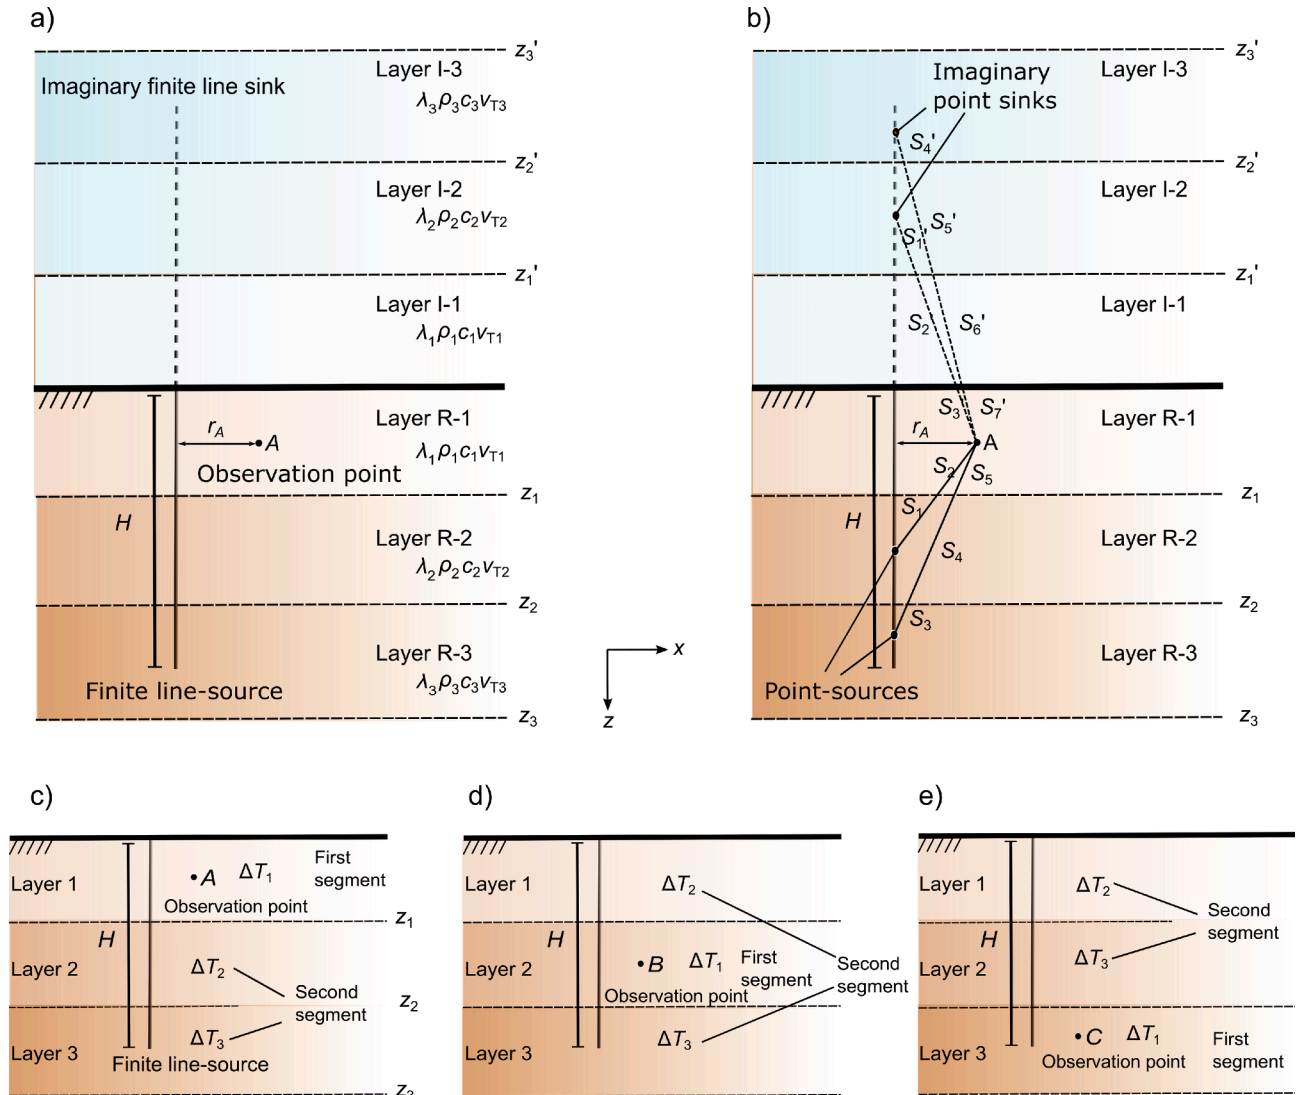 a)
z3'
Layer I-3
Imaginary finite line sink
λ3ρ3c3vT3
z2'
Layer I-2
λ2ρ2c2vT2
z1'
Layer I-1
λ1ρ1c1vT1
Layer R-1
rA
A
λ1ρ1c1vT1
Observation point
z1
H
Layer R-2
λ2ρ2c2vT2
z2
Layer R-3
λ3ρ3c3vT3
Finite line-source
z3
x
z
b)
z3'
Layer I-3
Imaginary
point sinks
S4'
z2'
Layer I-2
S5'
S1'
z1'
Layer I-1
S2'
S6'
S3'
S7'
Layer R-1
rA
A
S2
S5
z1
S1
H
Layer R-2
S4
z2
S3
Layer R-3
Point-sources
z3
c)
First
segment
A
ΔT1
Layer 1
Observation point
z1
H
Layer 2
ΔT2
Second
segment
z2
ΔT3
Layer 3
Finite line-source
d)
Layer 1
ΔT2
H
B
ΔT1
First
segment
Second
segment
Layer 2
Observation point
ΔT3
Layer 3
e)
Layer 1
ΔT2
Second
segment
H
Layer 2
ΔT3
C
ΔT1
First
segment
Layer 3
Observation point